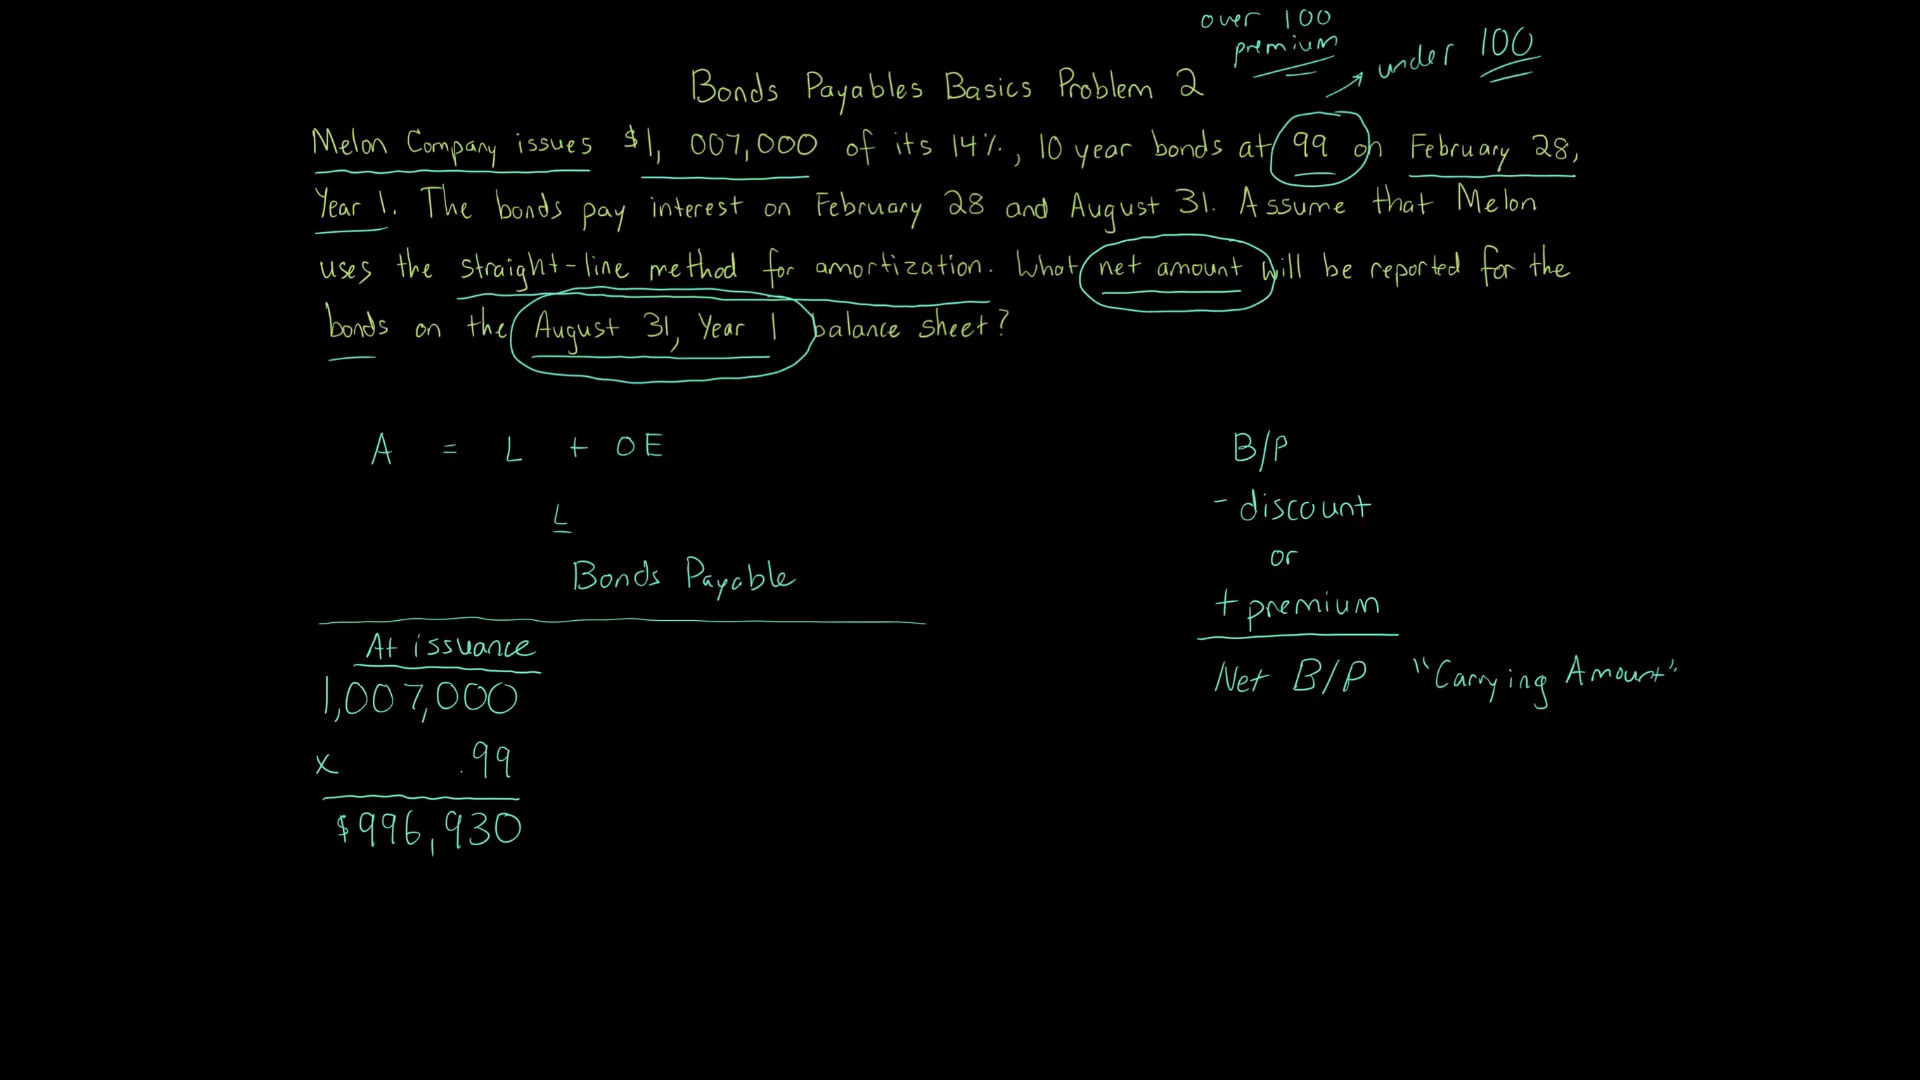 over 100
premium
under 100
Bonds Payables Basics Problem 2
Melon Company issues $1, 007,000 of its 14%, 10 year bonds at 99 on February 28,
Year 1. The bonds pay interest on February 28 and August 31. Assume that Melon
uses the straight-line method for amortization. What net amount will be reported for the
bonds on the August 31, Year 1 balance sheet?
A = L + OE
L
Bonds Payable
At issuance
1,007,000
x .99
$996,930
B/P
- discount
or
+ premium
Net B/P "Carrying Amount"